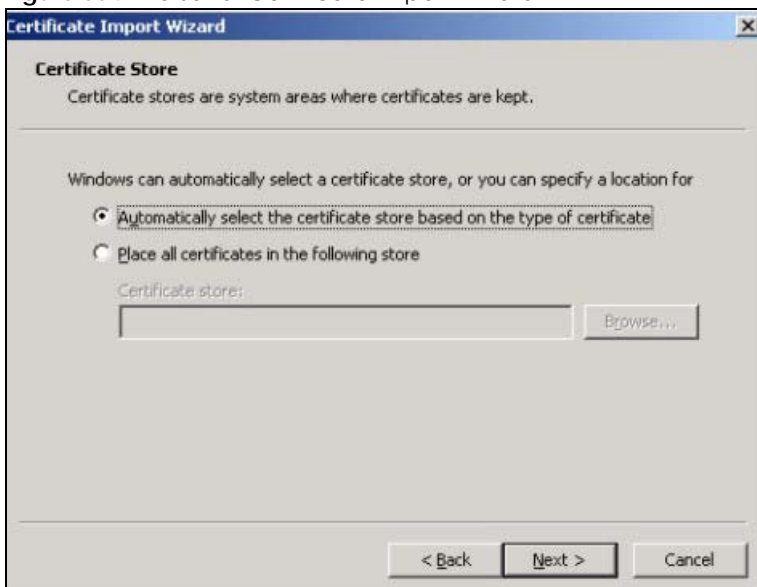 Certificate Import Wizard
Certificate Store
Certificate stores are system areas where certificates are kept.
Windows can automatically select a certificate store, or you can specify a location for
Automatically select the certificate store based on the type of certificate
Place all certificates in the following store
Certificate store:
Browse...
< Back
Next >
Cancel